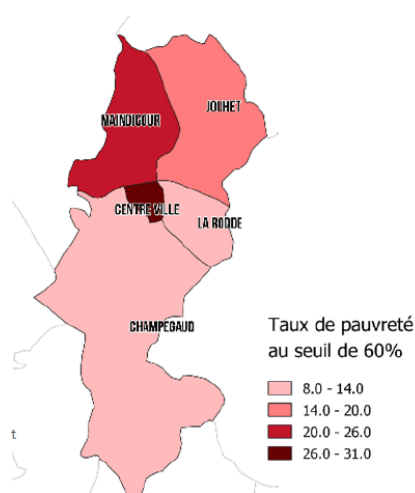 JOUHET
MAINDIGOUR
CENTRE VILLE
LA RODDE
CHAMPEGAUD
Taux de pauvreté
au seuil de 60%
8.0 - 14.0
14.0 - 20.0
20.0 - 26.0
26.0 - 31.0
t